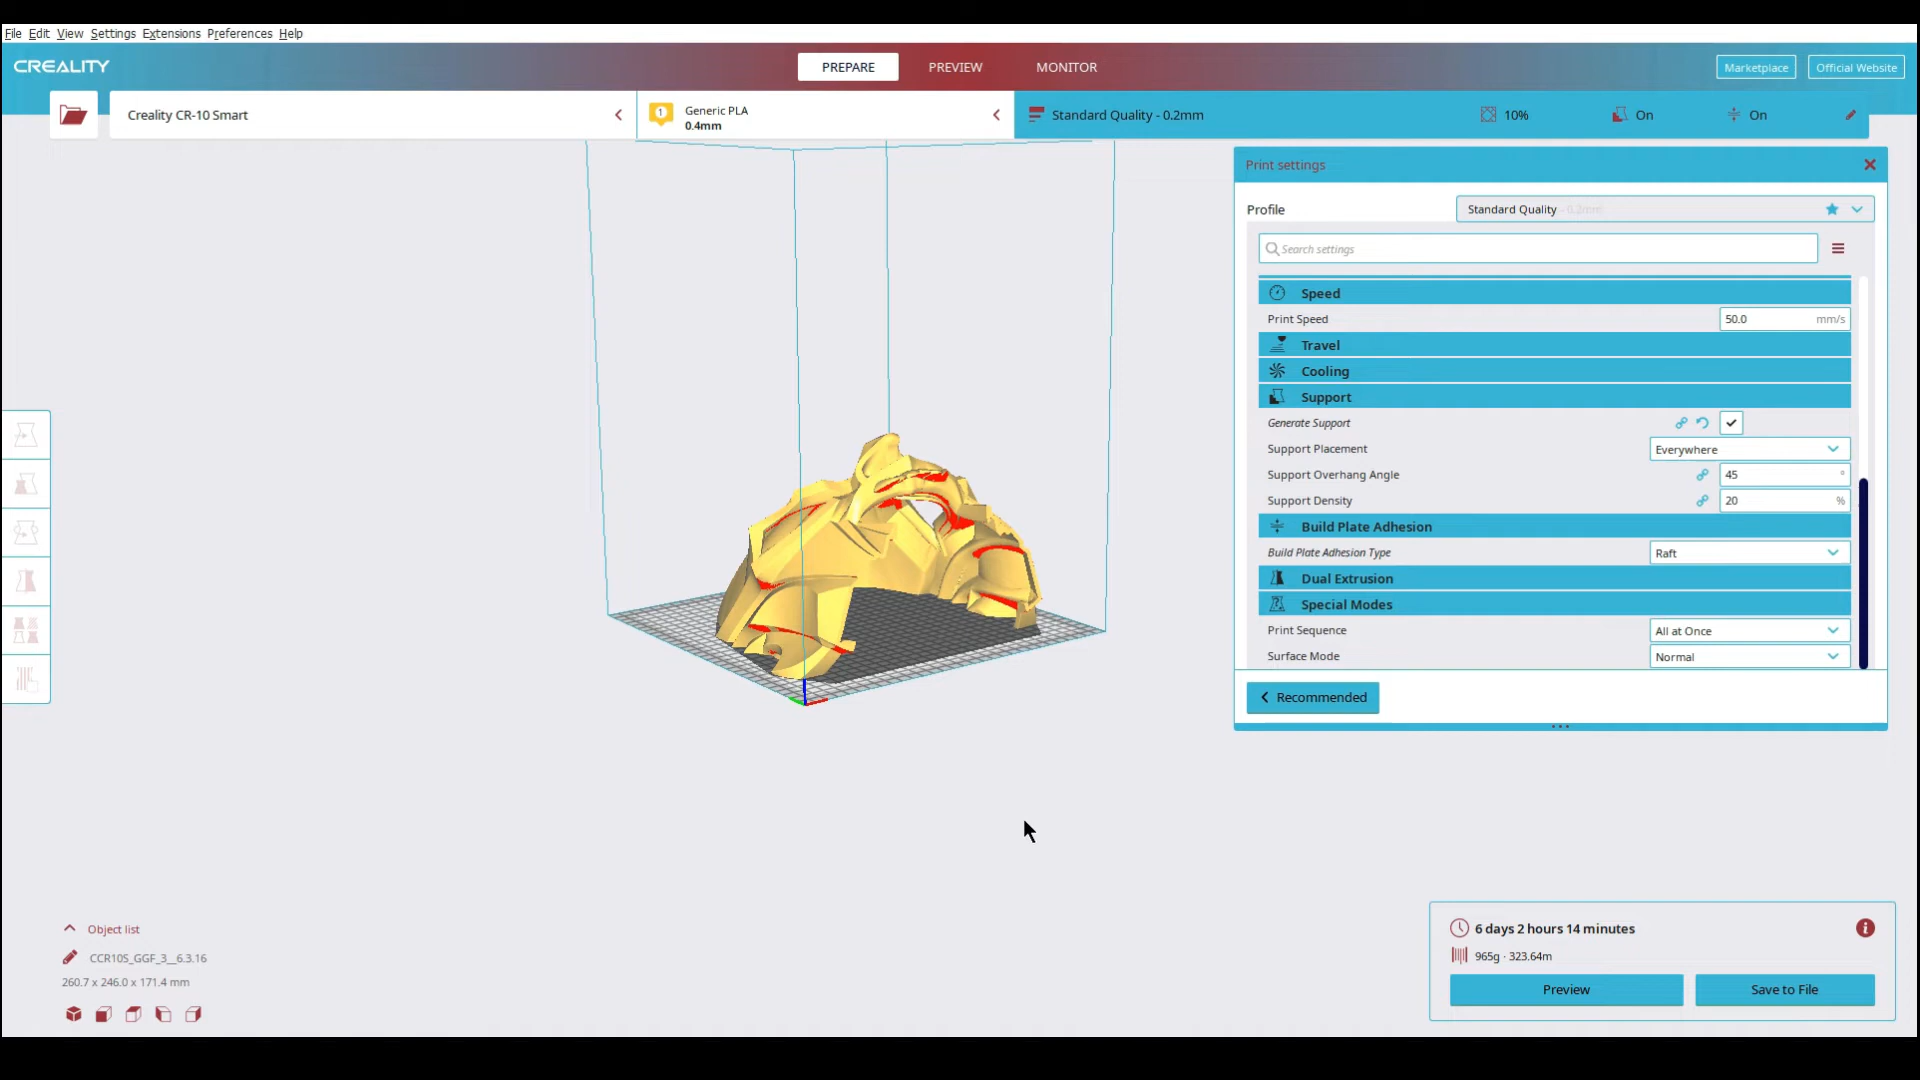 File Edit View Settings Extensions Preferences Help
CREALITY
PREPARE PREVIEW MONITOR
Marketplace Official Website
Creality CR-10 Smart
1
Generic PLA
0.4mm
Standard Quality - 0.2mm 10% On On
Print settings
Profile Standard Quality - 0.2mm
Search settings
Speed
Print Speed 50.0 mm/s
Travel
Cooling
Support
Generate Support
Support Placement Everywhere
Support Overhang Angle 45 °
Support Density 20 %
Build Plate Adhesion
Build Plate Adhesion Type Raft
Dual Extrusion
Special Modes
Print Sequence All at Once
Surface Mode Normal
Recommended
Object list
CCR10S_GGF_3__6.3.16
260.7 x 246.0 x 171.4 mm
6 days 2 hours 14 minutes
965g · 323.64m
Preview Save to File